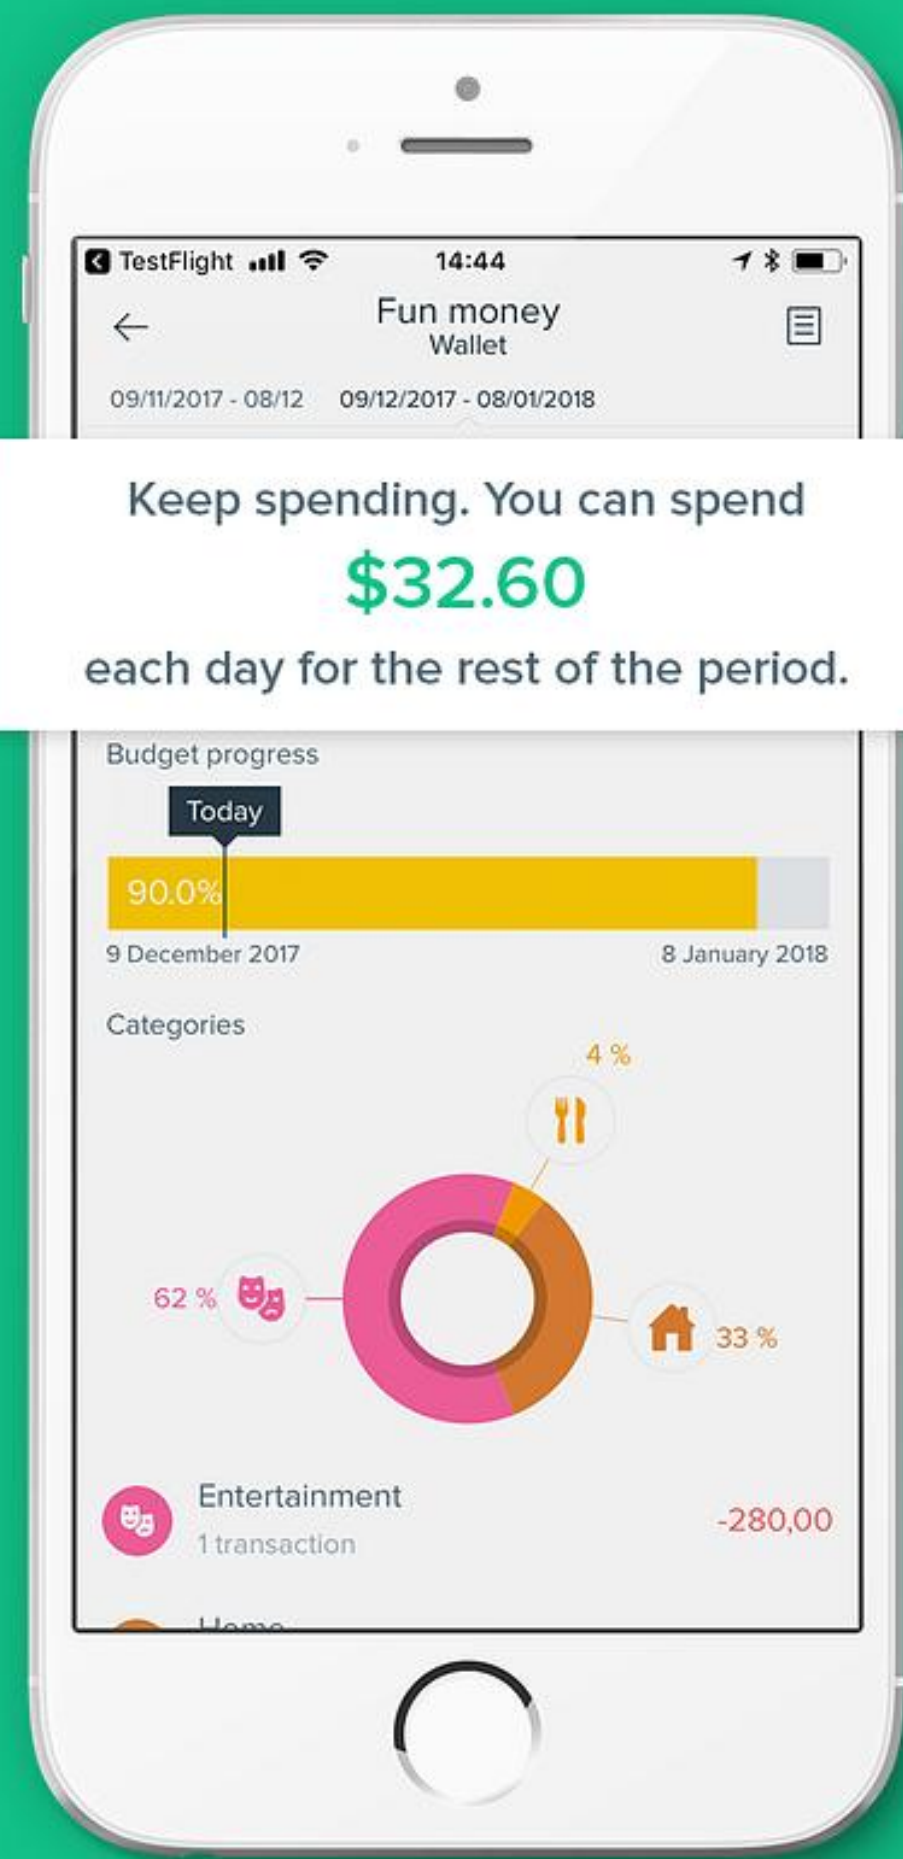 TestFlight 14:44
Fun money
Wallet
09/11/2017 - 08/12 09/12/2017 - 08/01/2018
Keep spending. You can spend
$32.60
each day for the rest of the period.
Budget progress
Today
90.0%
9 December 2017 8 January 2018
Categories
4 %
62 %
33 %
Entertainment
-280,00
1 transaction
Home